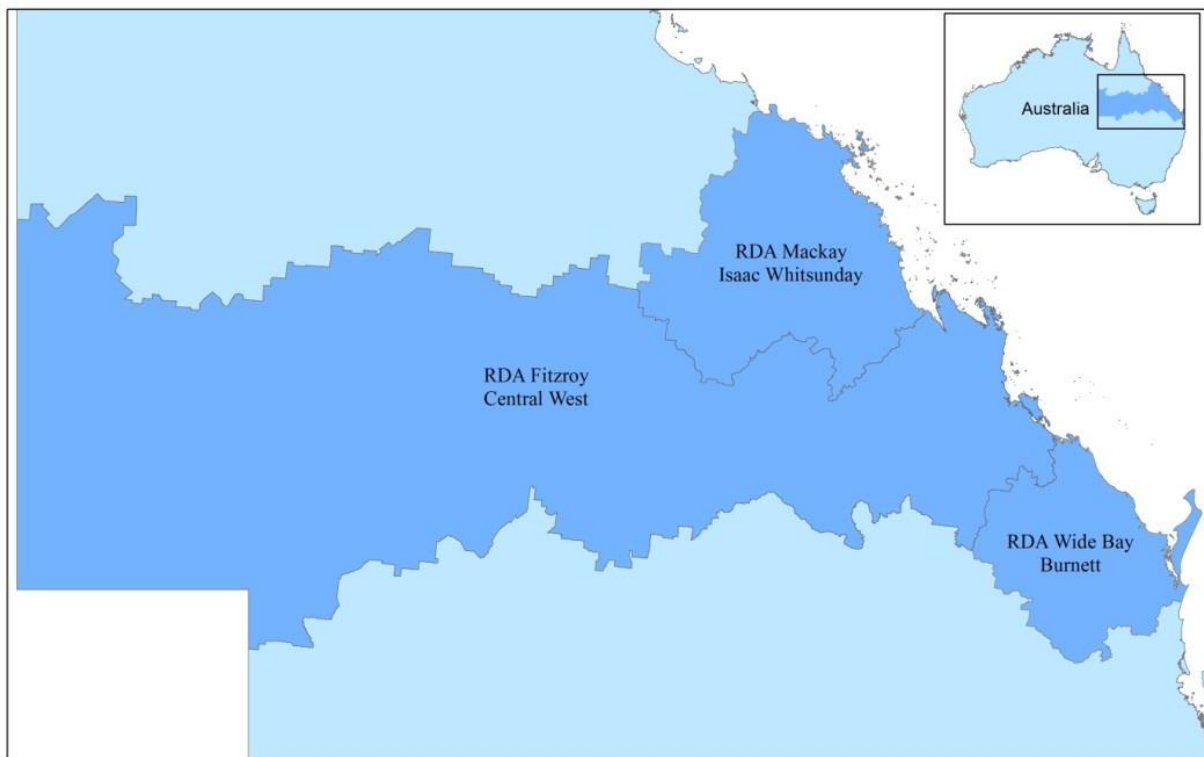 Australia
RDA Mackay
Isaac Whitsunday
RDA Fitzroy
Central West
RDA Wide Bay
Burnett